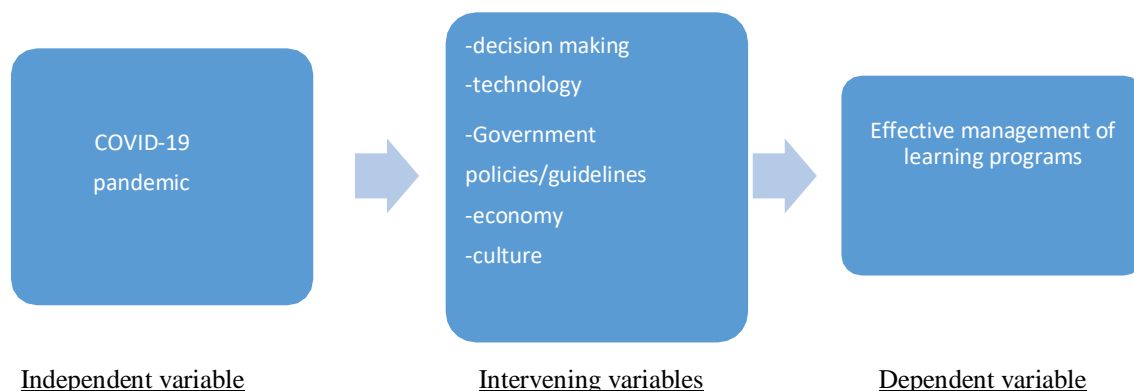 COVID-19
pandemic
-decision making
-technology
-Government
policies/guidelines
-economy
-culture
Effective management of
learning programs
Independent variable
Intervening variables
Dependent variable